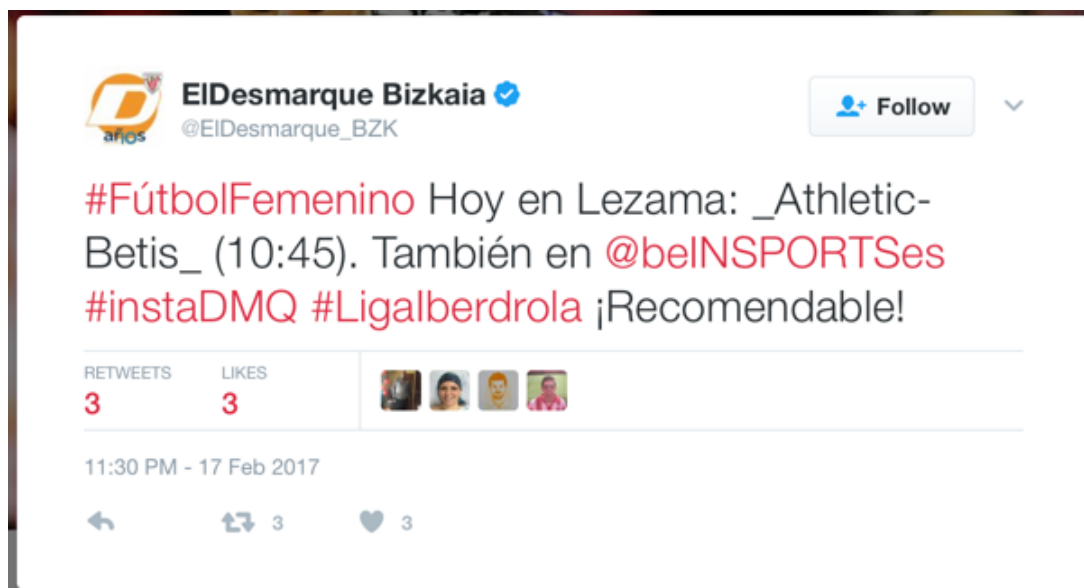 ElDesmarque Bizkaia
@ElDesmarque_BZK
Follow
años
#FútbolFemenino Hoy en Lezama: _Athletic-
Betis_ (10:45). También en @beINSPORTSes
#instaDMQ #LigaIberdrola ¡Recomendable!
RETWEETS LIKES
3 3
11:30 PM - 17 Feb 2017
3 3